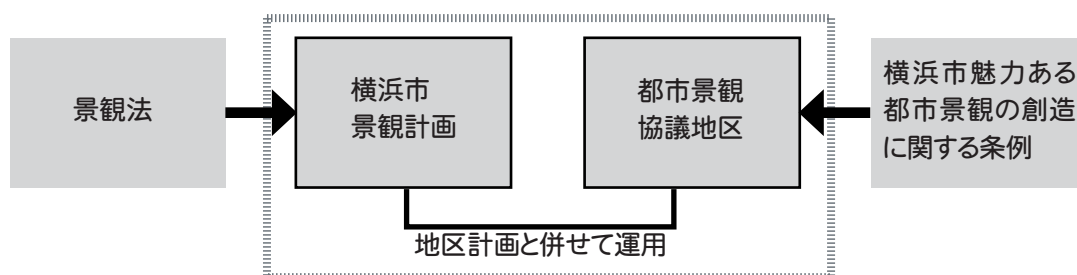 景観法
横浜市
景観計画
都市景観
協議地区
横浜市魅力ある
都市景観の創造
に関する条例
地区計画と併せて運用